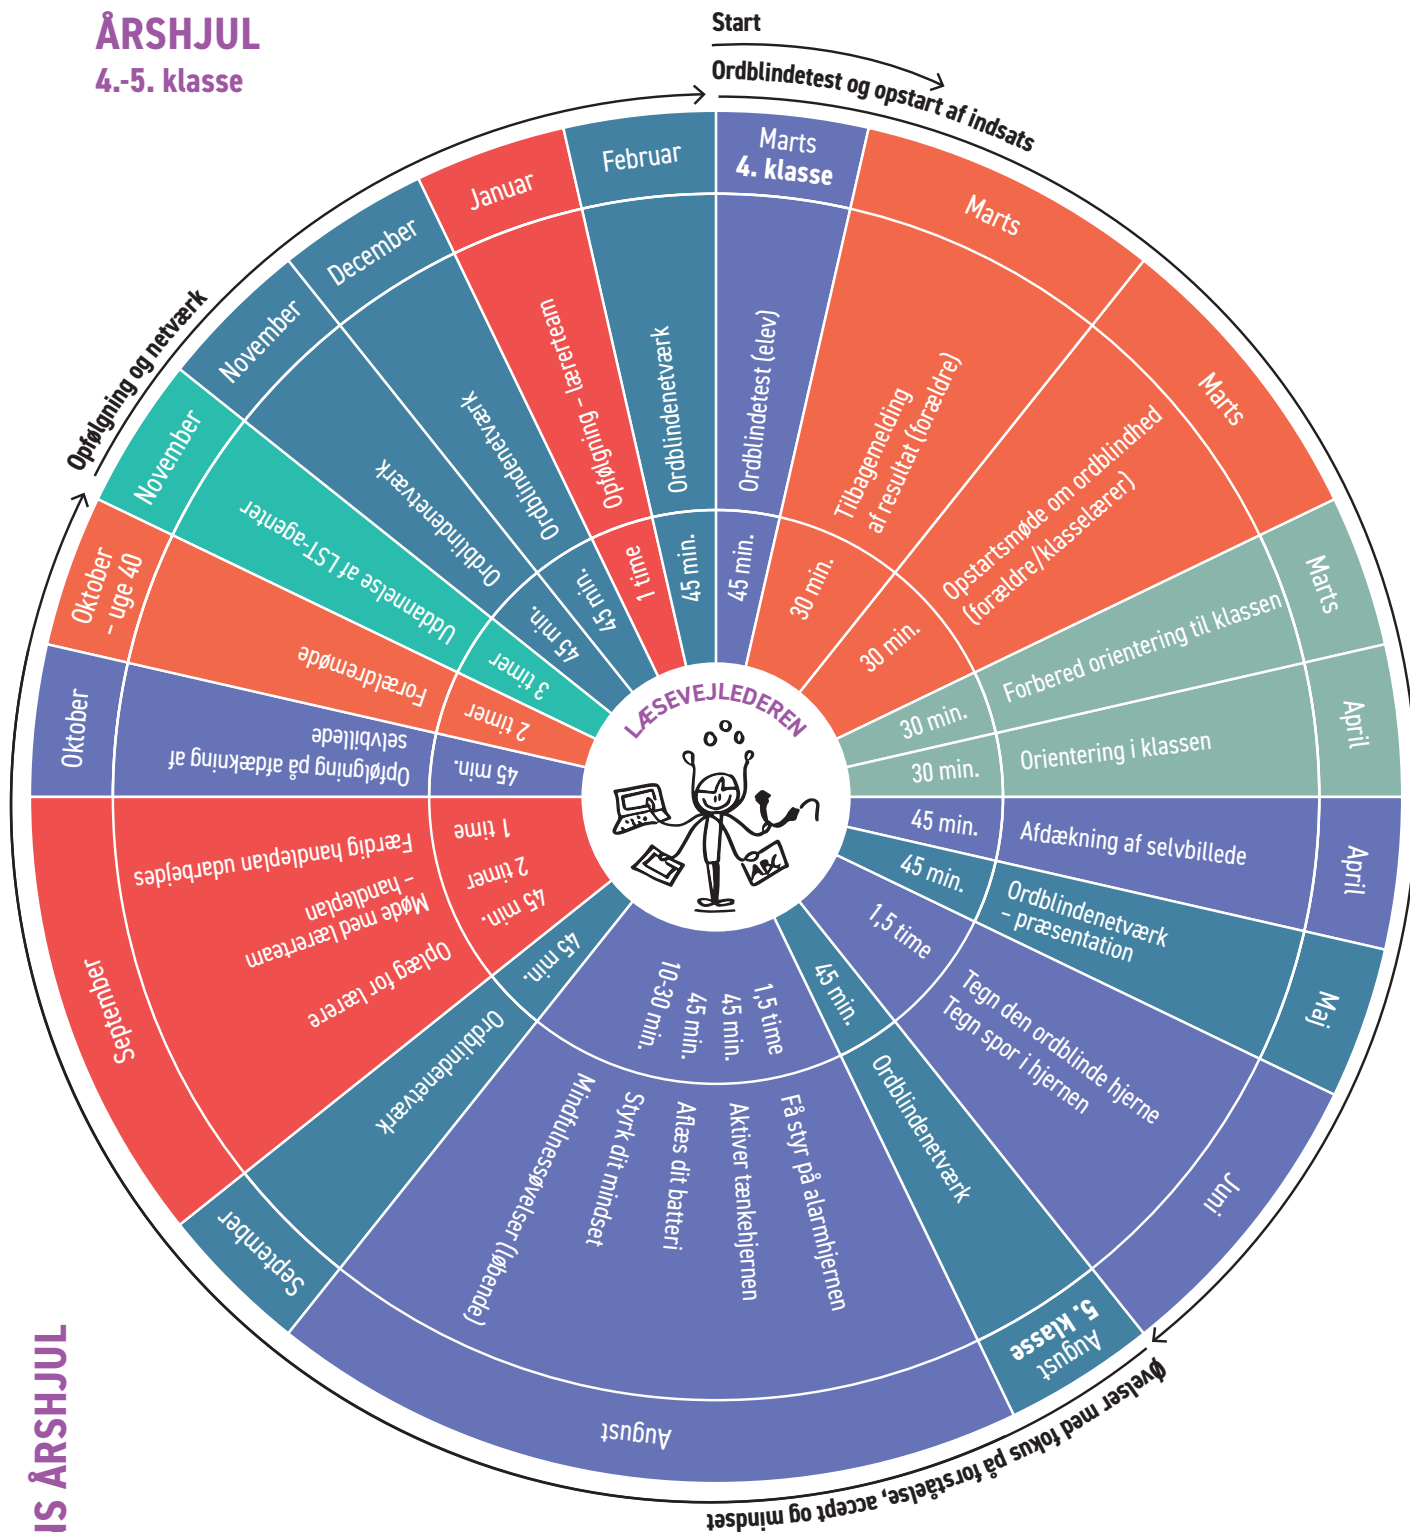 ÅRSHJUL
4.-5. klasse
Start
Ordblindetest og opstart af indsats
Marts
4. klasse
Ordblindetest (elev)
45 min.
Marts
Tilbagemelding
af resultat (forældre)
30 min.
Marts
Opstartsmøde om ordblindhed
(forældre/klasselærer)
30 min.
Marts
Forbered orientering til klassen
30 min.
April
Orientering i klassen
30 min.
April
Afdækning af selvbillede
45 min.
Maj
Ordblindenetværk
– præsentation
45 min.
Juni
Tegn den ordblinde hjerne
Tegn spor i hjernen
1,5 time
Øvelser med fokus på forståelse, accept og mindset
August
5. klasse
Ordblindenetværk
45 min.
August
Få styr på alarmhjernen
Aktiver tænkehjernen
Aflæs dit batteri
Styrk dit mindset
Mindfulnessøvelser (løbende)
1,5 time
45 min.
45 min.
10-30 min.
September
Ordblindenetværk
45 min.
September
Oplæg for lærere
Møde med lærerteam
– handleplan
Færdig handleplan udarbejdes
45 min.
2 timer
1 time
Oktober
Opfølgning på afdækning af
selvbillede
45 min.
Oktober
– uge 40
Forældremøde
2 timer
Opfølgning og netværk
November
Uddannelse af LST-agenter
3 timer
November
Ordblindenetværk
45 min.
December
Ordblindenetværk
45 min.
Januar
Opfølgning – lærerteam
1 time
Februar
Ordblindenetværk
45 min.
LÆSEVEJLEDEREN
ABC
NS ÅRSHJUL